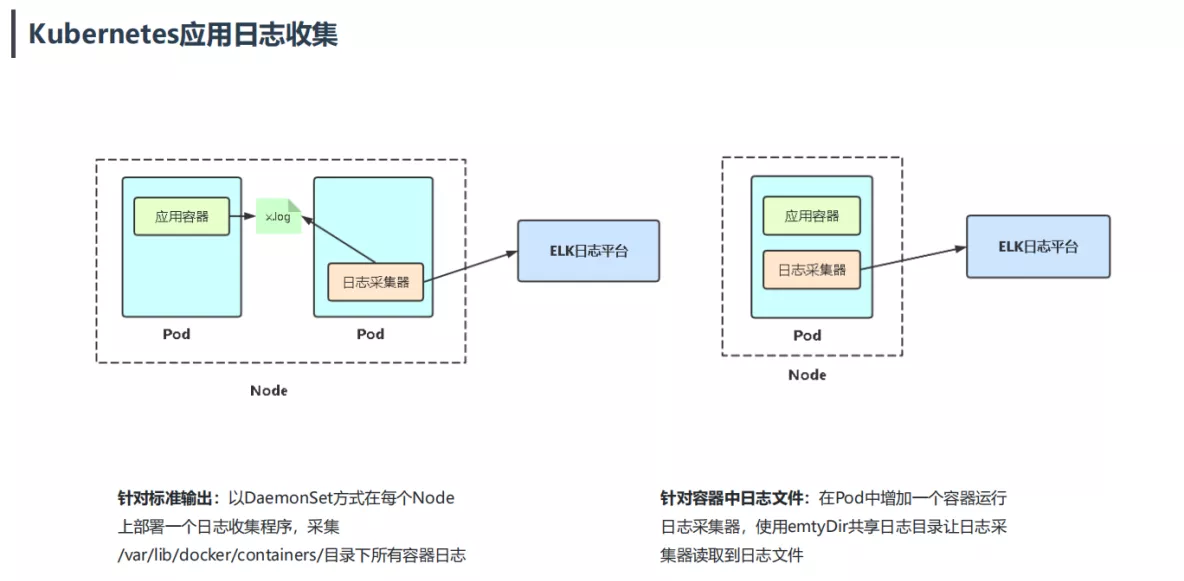 Kubernetes应用日志收集
应用容器
x.log
日志采集器
Pod
Pod
Node
ELK日志平台
应用容器
日志采集器
Pod
Node
ELK日志平台
针对标准输出：以DaemonSet方式在每个Node
上部署一个日志收集程序，采集
/var/lib/docker/containers/目录下所有容器日志
针对容器中日志文件：在Pod中增加一个容器运行
日志采集器，使用emtyDir共享日志目录让日志采
集器读取到日志文件